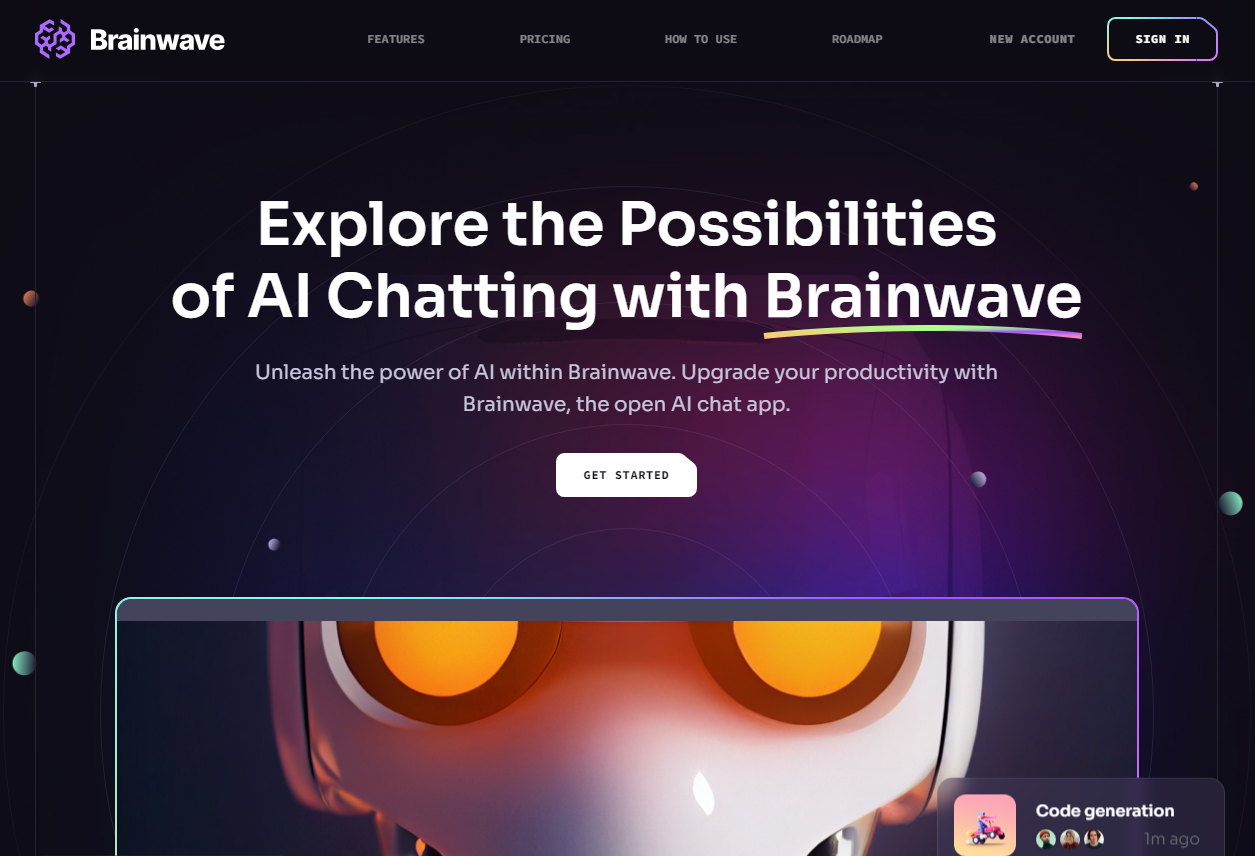 Brainwave
FEATURES
PRICING
HOW TO USE
ROADMAP
NEW ACCOUNT
SIGN IN
Explore the Possibilities
of AI Chatting with Brainwave
Unleash the power of AI within Brainwave. Upgrade your productivity with
Brainwave, the open AI chat app.
GET STARTED
Code generation
1m ago